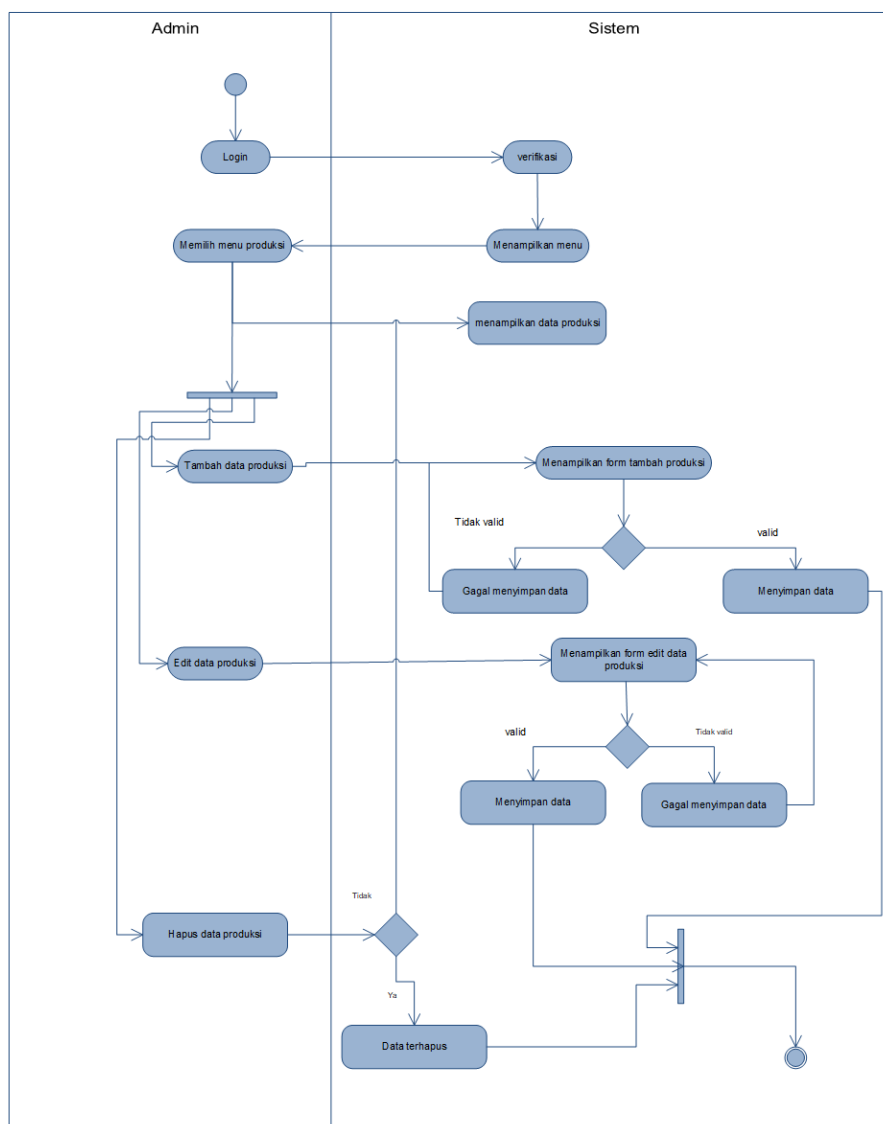 Admin
Sistem
Login
verifikasi
Memilih menu produksi
Menampilkan menu
menampilkan data produksi
Tambah data produksi
Menampilkan form tambah produksi
Tidak valid
valid
Gagal menyimpan data
Menyimpan data
Edit data produksi
Menampilkan form edit data
produksi
valid
Tidak valid
Menyimpan data
Gagal menyimpan data
Tidak
Hapus data produksi
Ya
Data terhapus